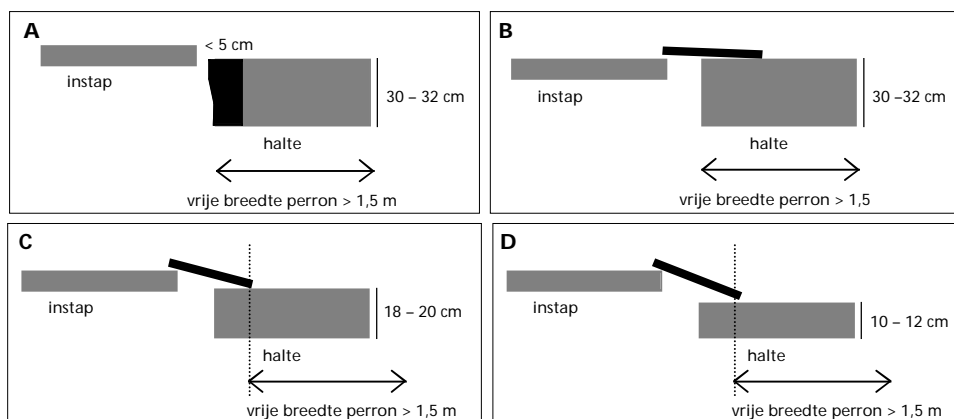 A
< 5 cm
instap
30 – 32 cm
halte
vrije breedte perron > 1,5 m
B
instap
30 –32 cm
halte
vrije breedte perron > 1,5
C
instap
18 – 20 cm
halte
vrije breedte perron > 1,5 m
D
instap
10 – 12 cm
halte
vrije breedte perron > 1,5 m